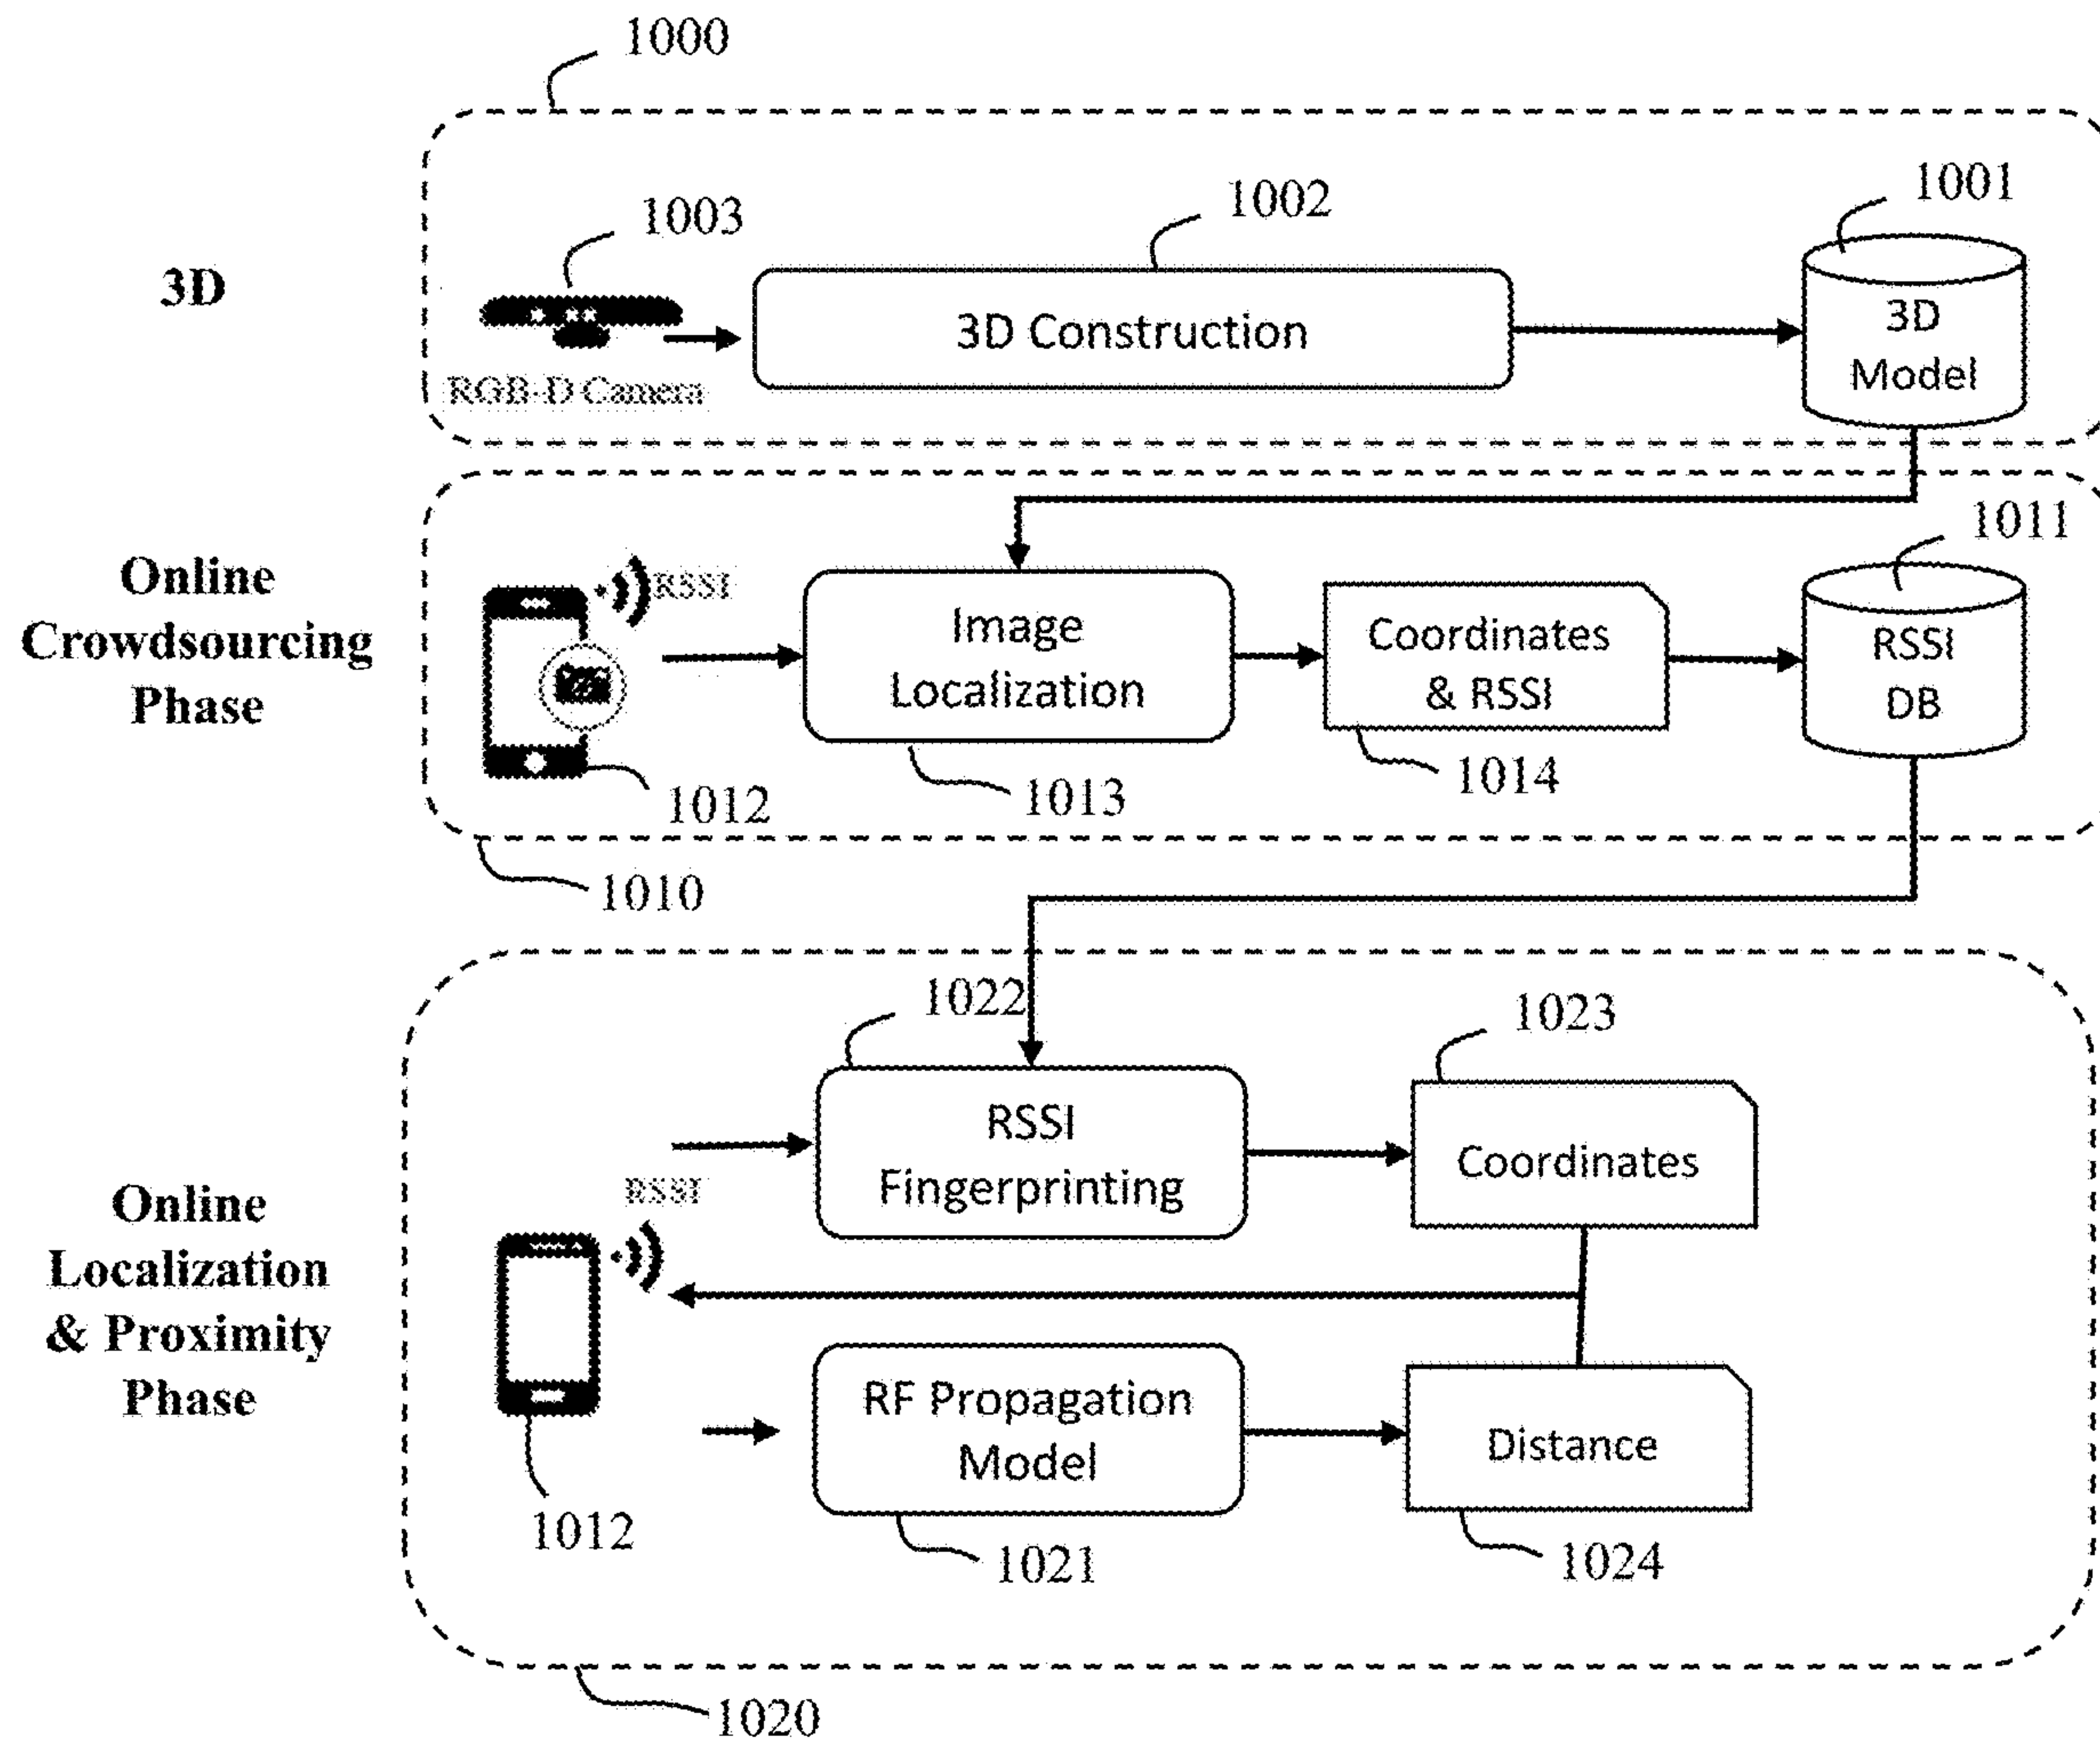 1000
1003
1002
1001
3D
3D Construction
3D
Model
RGB-D Camera
Online
Crowdsourcing
Phase
RSSI
1011
Image
Localization
Coordinates
& RSSI
RSSI
DB
1012
1013
1014
1010
1022
1023
RSSI
Fingerprinting
Coordinates
RSSI
Online
Localization
& Proximity
Phase
RF Propagation
Model
Distance
1012
1021
1024
1020